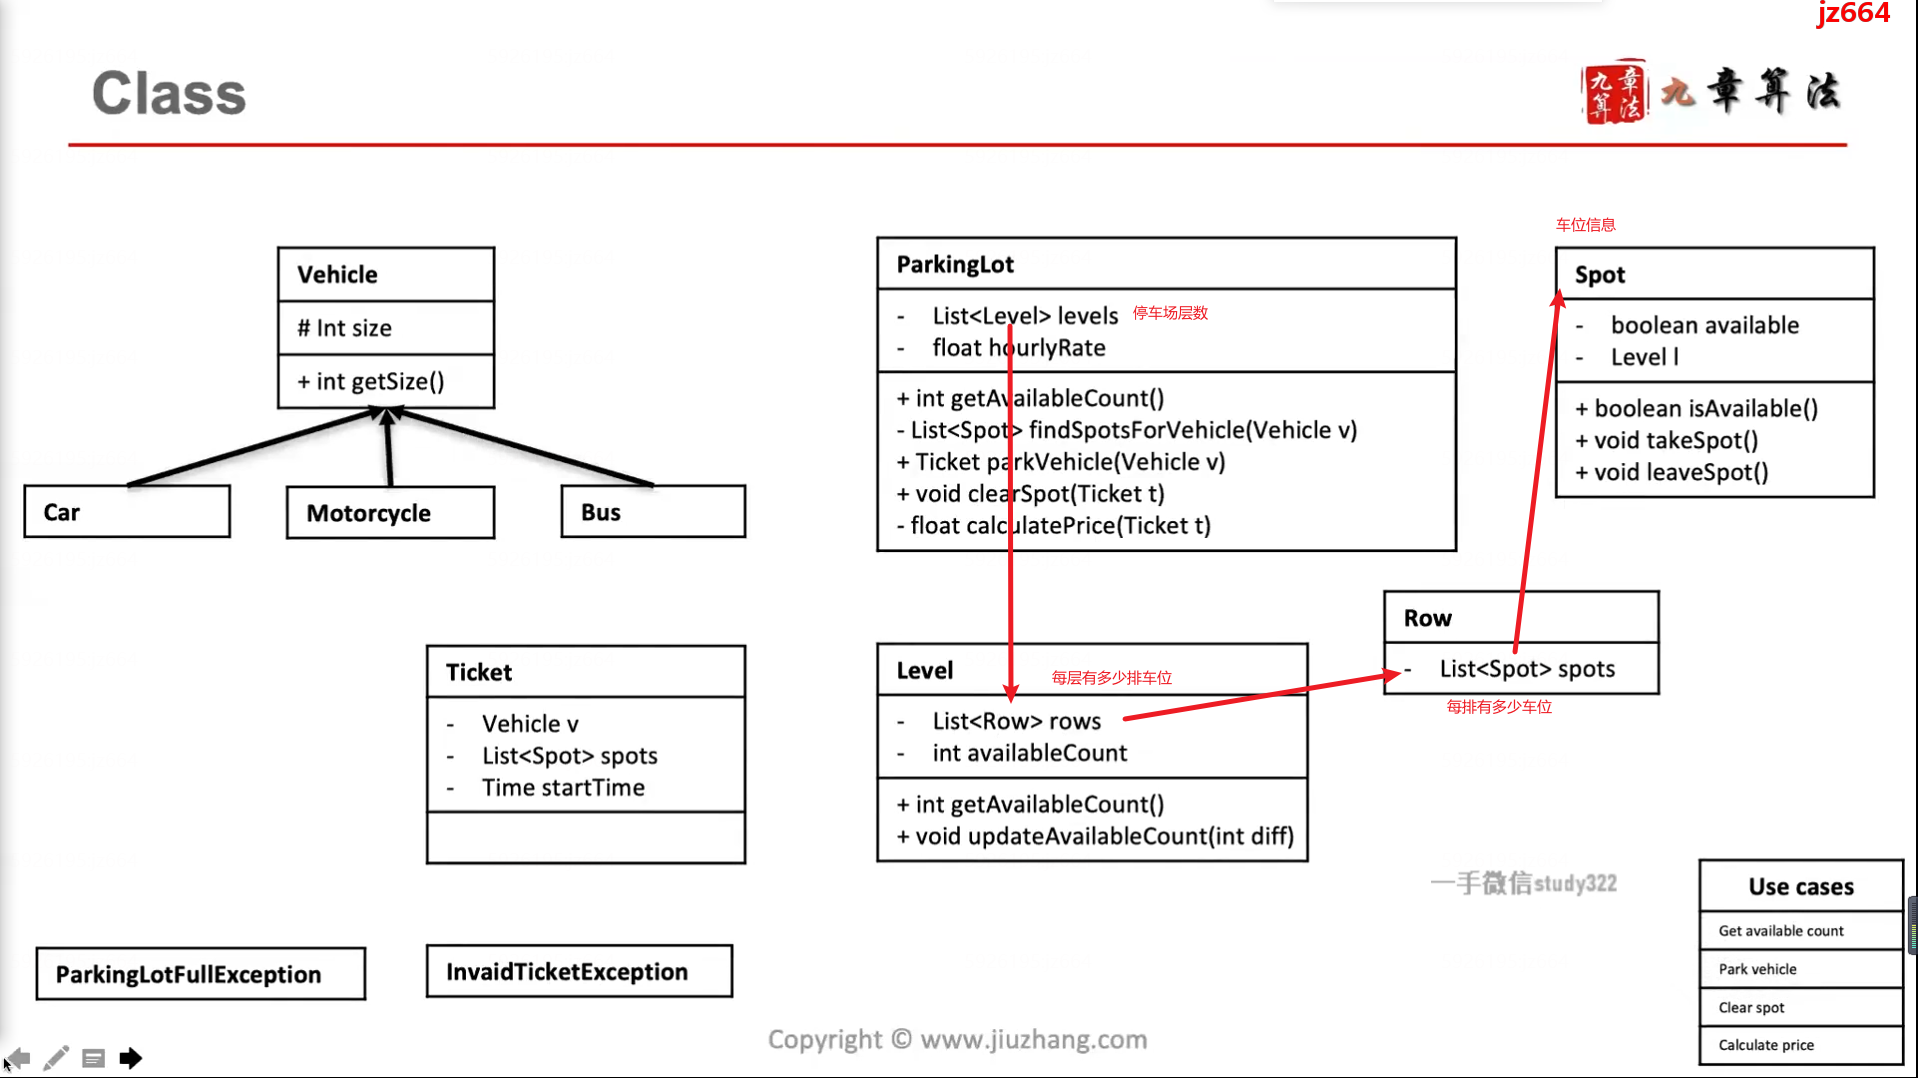 jz664
Class
九章
算法
九章算法
Vehicle
# Int size
+ int getSize()
Car
Motorcycle
Bus
ParkingLot
- List<Level> levels
停车场层数
- float hourlyRate
+ int getAvailableCount()
- List<Spot> findSpotsForVehicle(Vehicle v)
+ Ticket parkVehicle(Vehicle v)
+ void clearSpot(Ticket t)
- float calculatePrice(Ticket t)
车位信息
Spot
- boolean available
- Level l
+ boolean isAvailable()
+ void takeSpot()
+ void leaveSpot()
Row
- List<Spot> spots
每排有多少车位
Ticket
- Vehicle v
- List<Spot> spots
- Time startTime
Level
每层有多少排车位
- List<Row> rows
- int availableCount
+ int getAvailableCount()
+ void updateAvailableCount(int diff)
一手微信study322
Use cases
Get available count
Park vehicle
Clear spot
Calculate price
ParkingLotFullException
InvaidTicketException
Copyright © www.jiuzhang.com